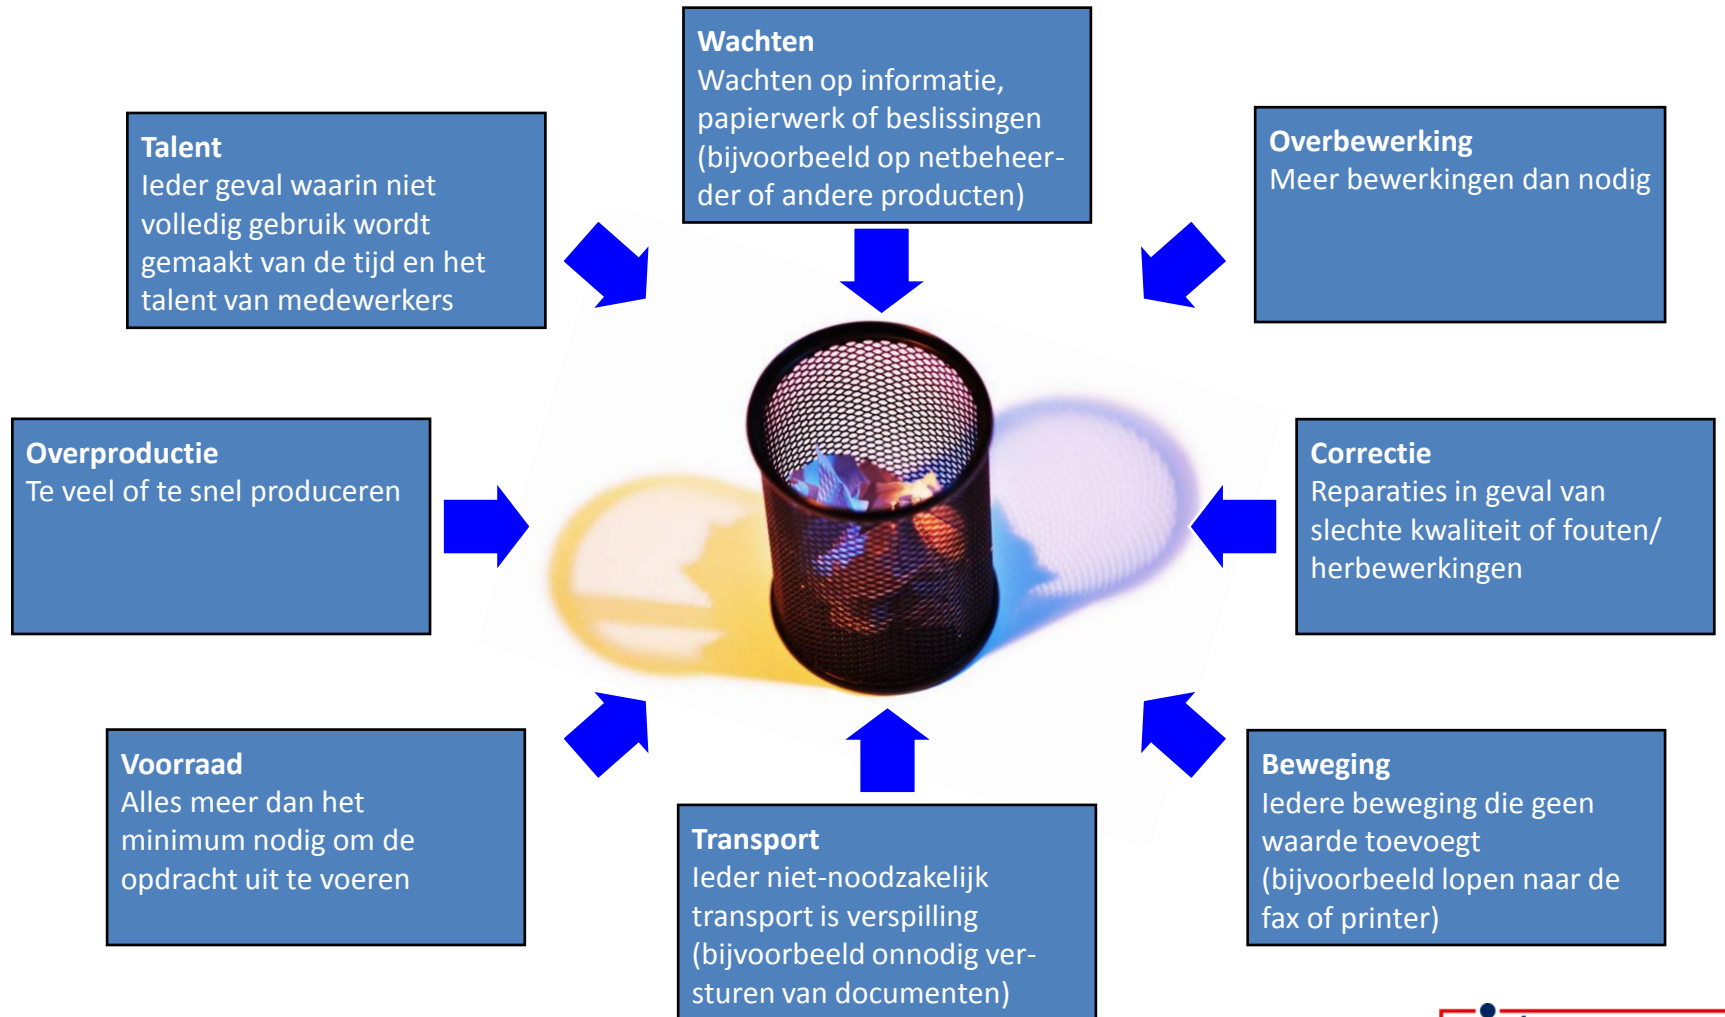 Wachten
Wachten op informatie,
papierwerk of beslissingen
(bijvoorbeeld op netbeheer-
der of andere producten)
Talent
Ieder geval waarin niet
volledig gebruik wordt
gemaakt van de tijd en het
talent van medewerkers
Overbewerking
Meer bewerkingen dan nodig
Overproductie
Te veel of te snel produceren
Correctie
Reparaties in geval van
slechte kwaliteit of fouten/
herbewerkingen
Voorraad
Alles meer dan het
minimum nodig om de
opdracht uit te voeren
Transport
Ieder niet-noodzakelijk
transport is verspilling
(bijvoorbeeld onnodig ver-
sturen van documenten)
Beweging
Iedere beweging die geen
waarde toevoegt
(bijvoorbeeld lopen naar de
fax of printer)